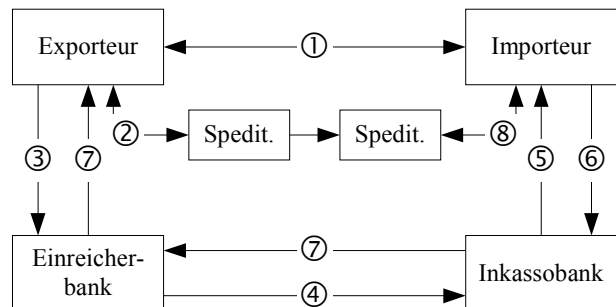 Exporteur
①
Importeur
②
Spedit.
Spedit.
⑧
③
⑦
⑤
⑥
Einreicher-
bank
⑦
④
Inkassobank